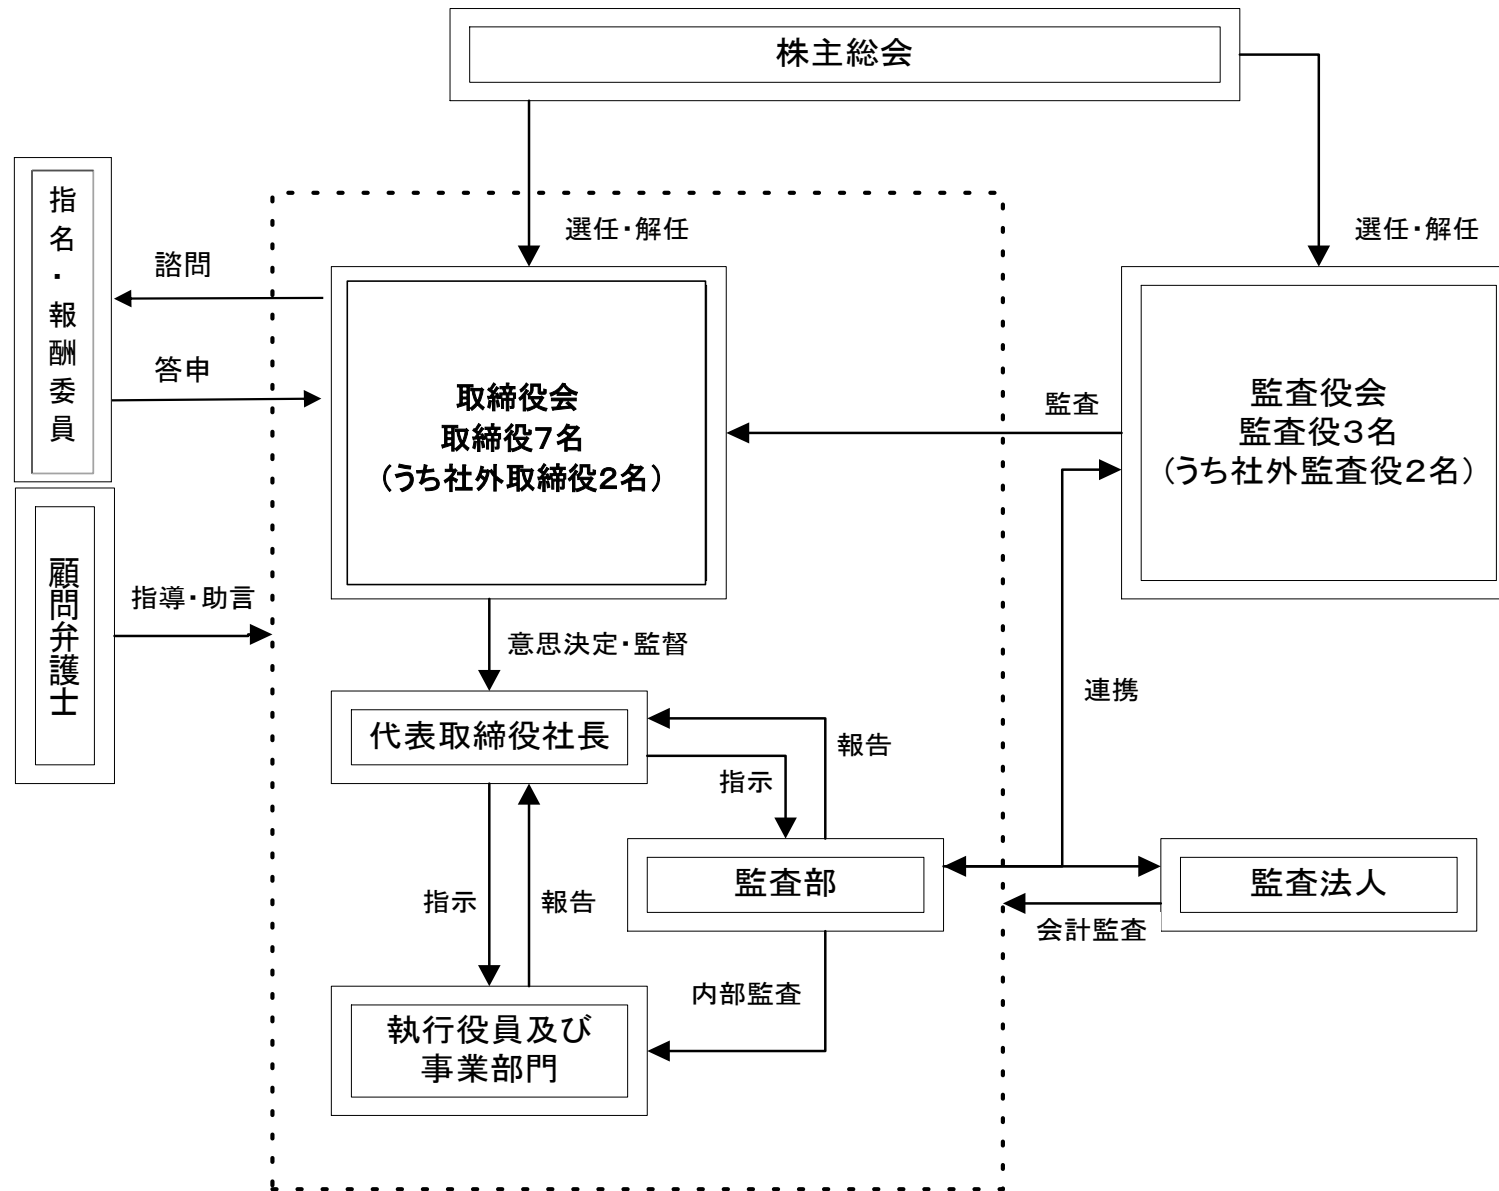 株主総会
選任・解任
選任・解任
指名・報酬委員
諮問
答申
取締役会
取締役7名
(うち社外取締役2名)
監査
監査役会
監査役3名
(うち社外監査役2名)
顧問弁護士
指導・助言
意思決定・監督
連携
代表取締役社長
報告
指示
監査部
監査法人
指示
報告
会計監査
内部監査
執行役員及び
事業部門